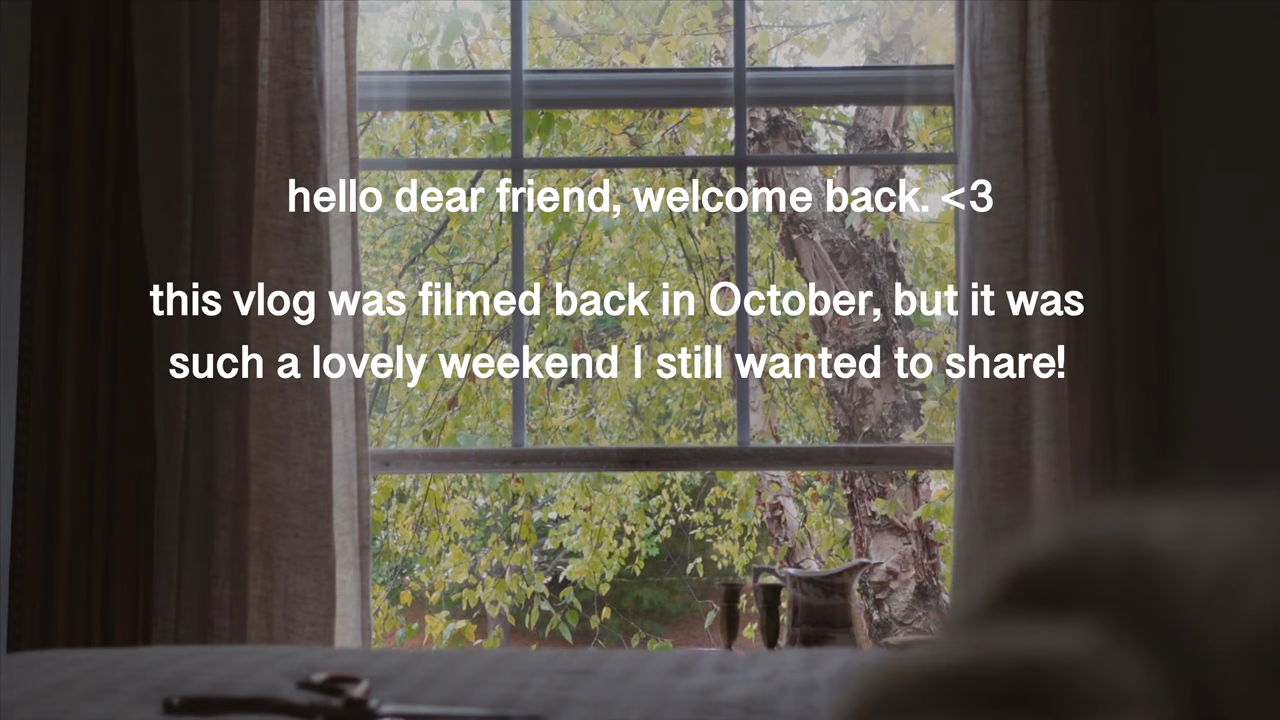 hello dear friend, welcome back. <3
this vlog was filmed back in October, but it was
such a lovely weekend I still wanted to share!